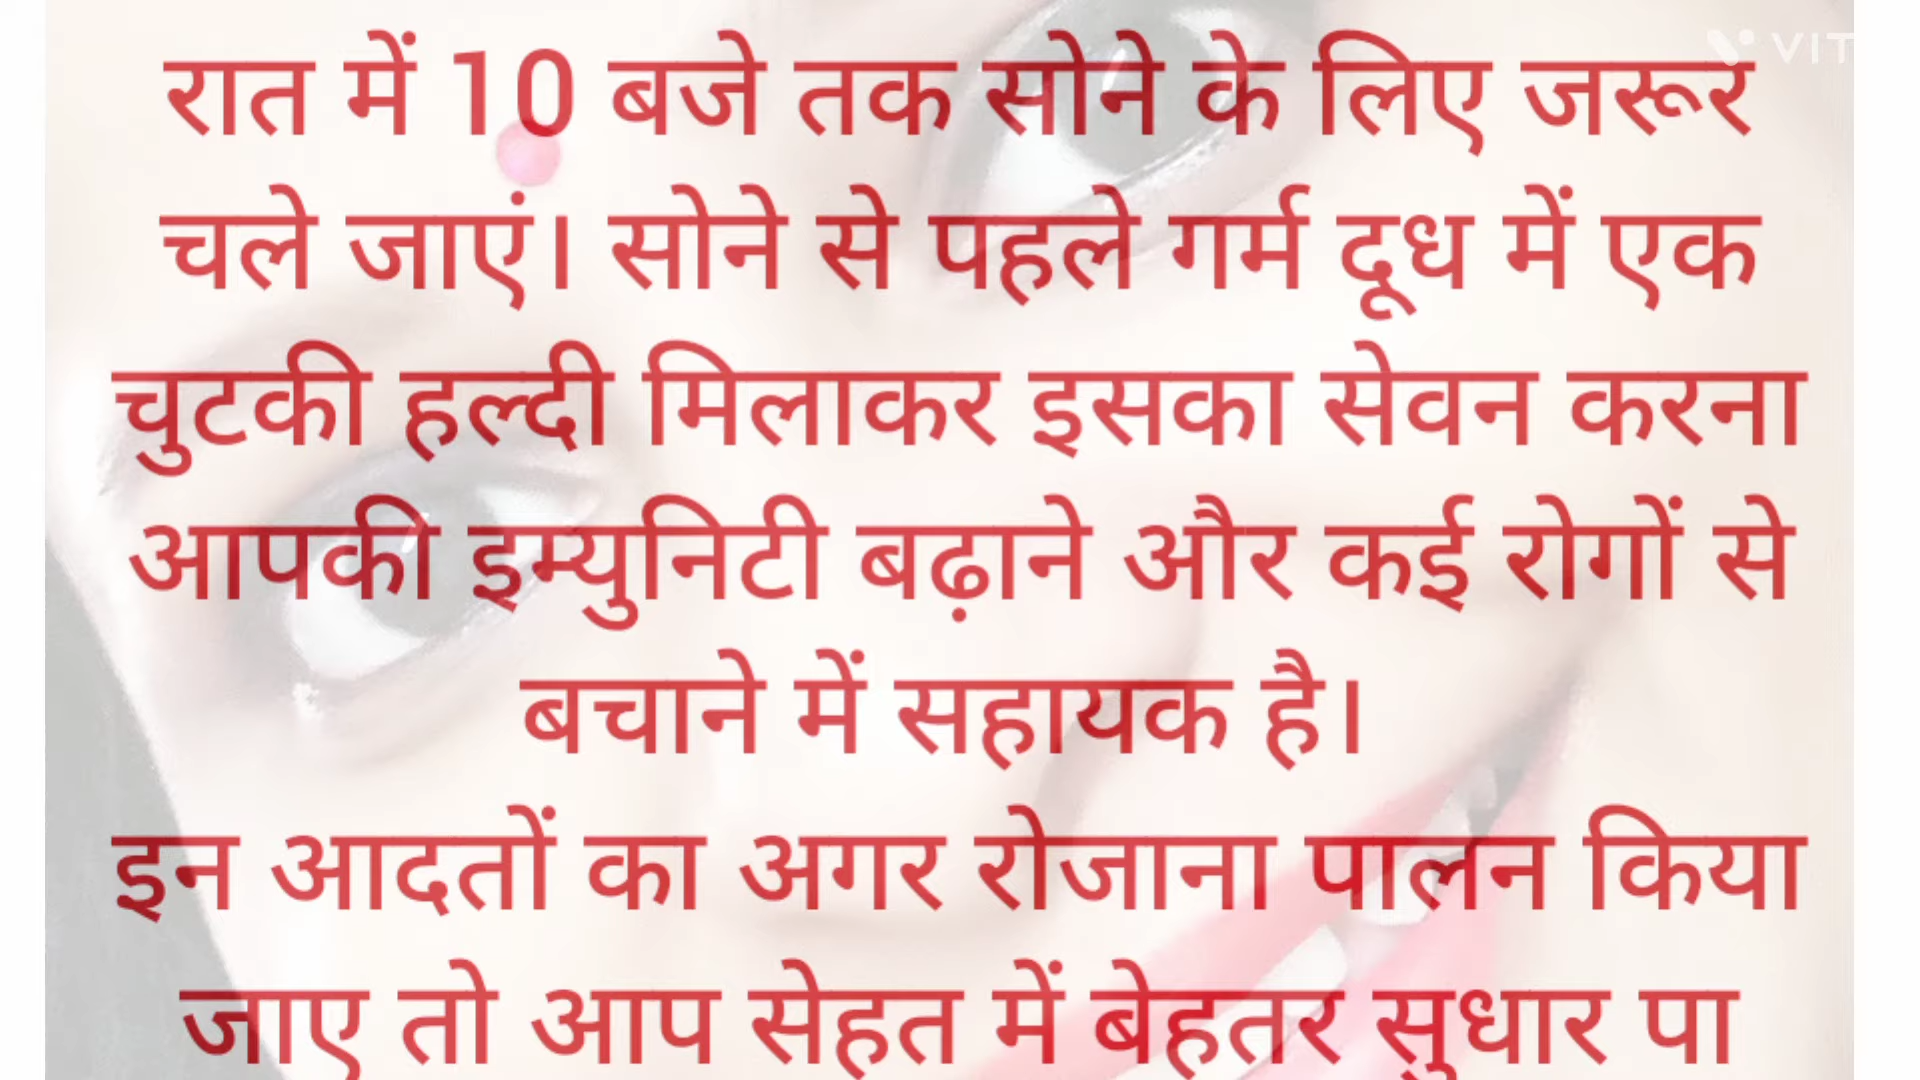 रात में 10 बजे तक सोने के लिए जरूर
चले जाएं। सोने से पहले गर्म दूध में एक
चुटकी हल्दी मिलाकर इसका सेवन करना
आपकी इम्युनिटी बढ़ाने और कई रोगों से
बचाने में सहायक है।
इन आदतों का अगर रोजाना पालन किया
जाए तो आप सेहत में बेहतर सुधार पा
VIT